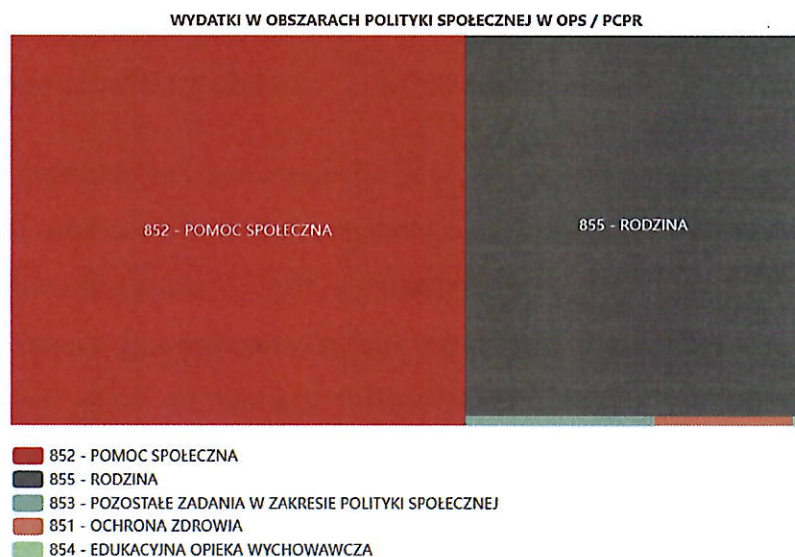 WYDATKI W OBSZARACH POLITYKI SPOŁECZNEJ W OPS / PCPR
852 - POMOC SPOŁECZNA
855 - RODZINA
852 - POMOC SPOŁECZNA
855 - RODZINA
853 - POZOSTAŁE ZADANIA W ZAKRESIE POLITYKI SPOŁECZNEJ
851 - OCHRONA ZDROWIA
854 - EDUKACYJNA OPIEKA WYCHOWAWCZA